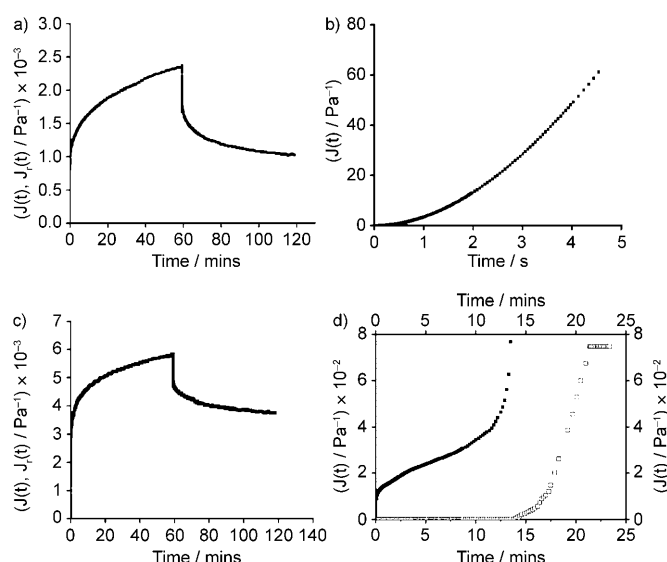 a)
3.0
2.5
2.0
1.5
1.0
0.5
0.0
(J(t), Jr(t) / Pa⁻¹) × 10⁻³
0 20 40 60 80 100 120
Time / mins
b)
80
60
40
20
0
(J(t) / Pa⁻¹)
0 1 2 3 4 5
Time / s
c)
7
6
5
4
3
2
1
0
(J(t), Jr(t) / Pa⁻¹) × 10⁻³
0 20 40 60 80 100 120 140
Time / mins
d)
Time / mins
0 5 10 15 20 25
8
6
4
2
0
(J(t) / Pa⁻¹) × 10⁻²
8
6
4
2
0
(J(t) / Pa⁻¹) × 10⁻²
0 5 10 15 20 25
Time / mins